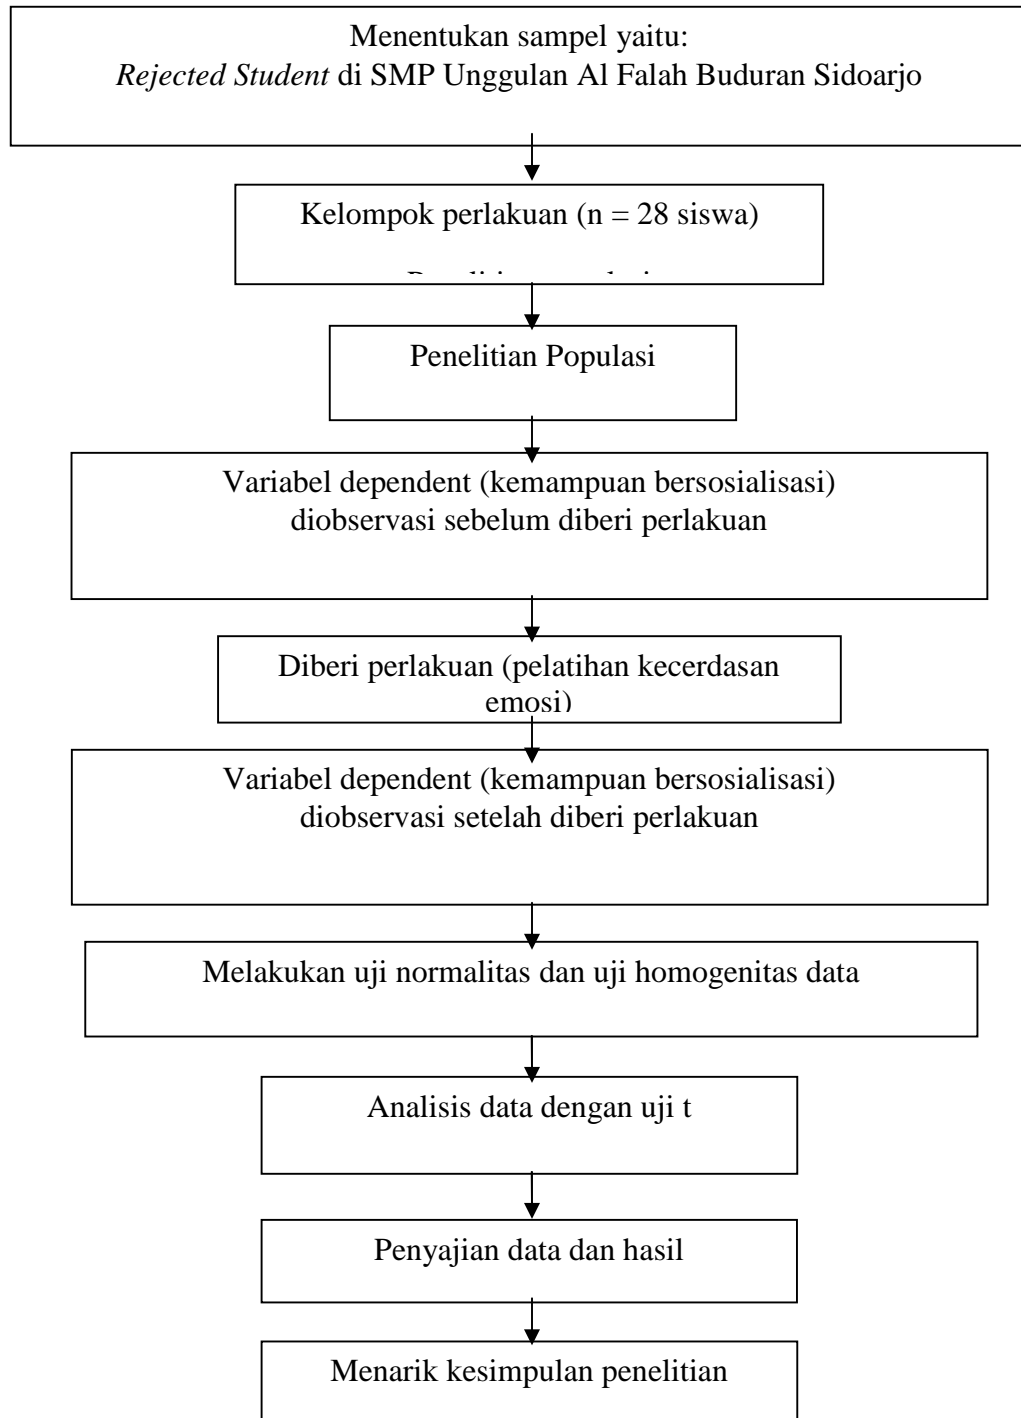 Menentukan sampel yaitu:
Rejected Student di SMP Unggulan Al Falah Buduran Sidoarjo
Kelompok perlakuan (n = 28 siswa)
Penelitian Populasi
Variabel dependent (kemampuan bersosialisasi)
diobservasi sebelum diberi perlakuan
Diberi perlakuan (pelatihan kecerdasan
emosi)
Variabel dependent (kemampuan bersosialisasi)
diobservasi setelah diberi perlakuan
Melakukan uji normalitas dan uji homogenitas data
Analisis data dengan uji t
Penyajian data dan hasil
Menarik kesimpulan penelitian